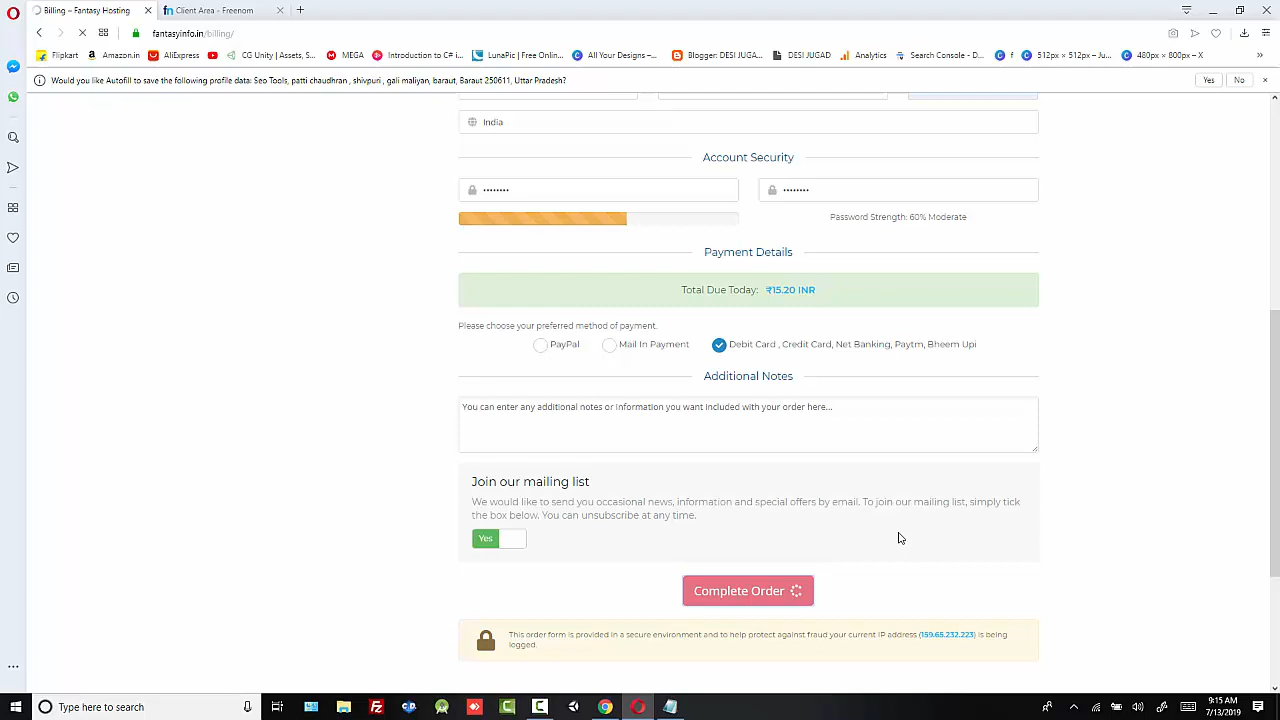 Billing – Fantasy Hosting
Client Area - Freenom
fantasyinfo.in/billing/
Flipkart
Amazon.in
AliExpress
CG Unity | Assets, S...
MEGA
Introduction to C# i...
LunaPic | Free Onlin...
All Your Designs –...
Blogger: DESI JUGA...
DESI JUGAD
Analytics
Search Console - D...
f
512px × 512px – Ju...
480px × 800px – X
Would you like Autofill to save the following profile data: Seo Tools, patti chaudhran , shivpuri , gali maliyan, baraut, Baraut 250611, Uttar Pradesh?
Yes
No
India
Account Security
Password Strength: 60% Moderate
Payment Details
Total Due Today: ₹15.20 INR
Please choose your preferred method of payment.
PayPal
Mail In Payment
Debit Card , Credit Card, Net Banking, Paytm, Bheem Upi
Additional Notes
You can enter any additional notes or information you want included with your order here...
Join our mailing list
We would like to send you occasional news, information and special offers by email. To join our mailing list, simply tick
the box below. You can unsubscribe at any time.
Yes
Complete Order
This order form is provided in a secure environment and to help protect against fraud your current IP address (159.65.232.223) is being
logged.
Type here to search
9:15 AM
7/13/2019